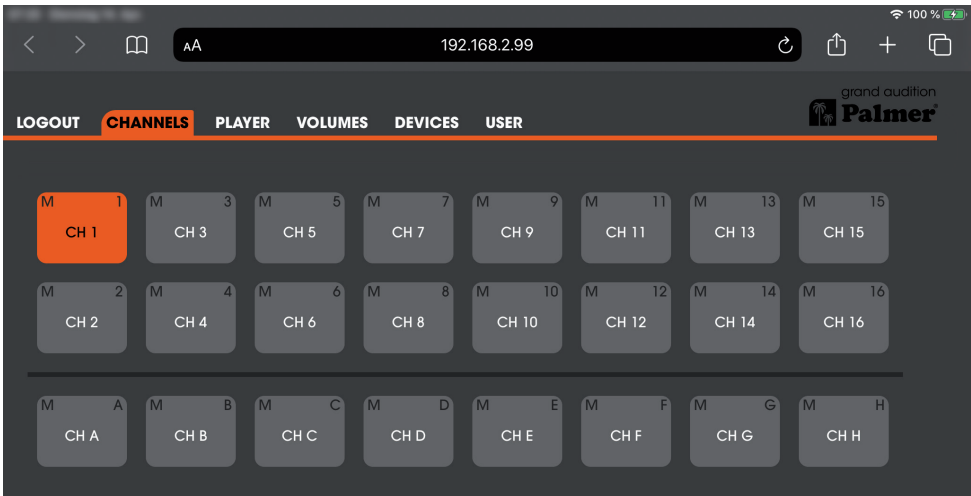 100 %
AA 192.168.2.99
grand audition
Palmer®
LOGOUT CHANNELS PLAYER VOLUMES DEVICES USER
M 1 M 3 M 5 M 7 M 9 M 11 M 13 M 15
CH 1 CH 3 CH 5 CH 7 CH 9 CH 11 CH 13 CH 15
M 2 M 4 M 6 M 8 M 10 M 12 M 14 M 16
CH 2 CH 4 CH 6 CH 8 CH 10 CH 12 CH 14 CH 16
M A M B M C M D M E M F M G M H
CH A CH B CH C CH D CH E CH F CH G CH H